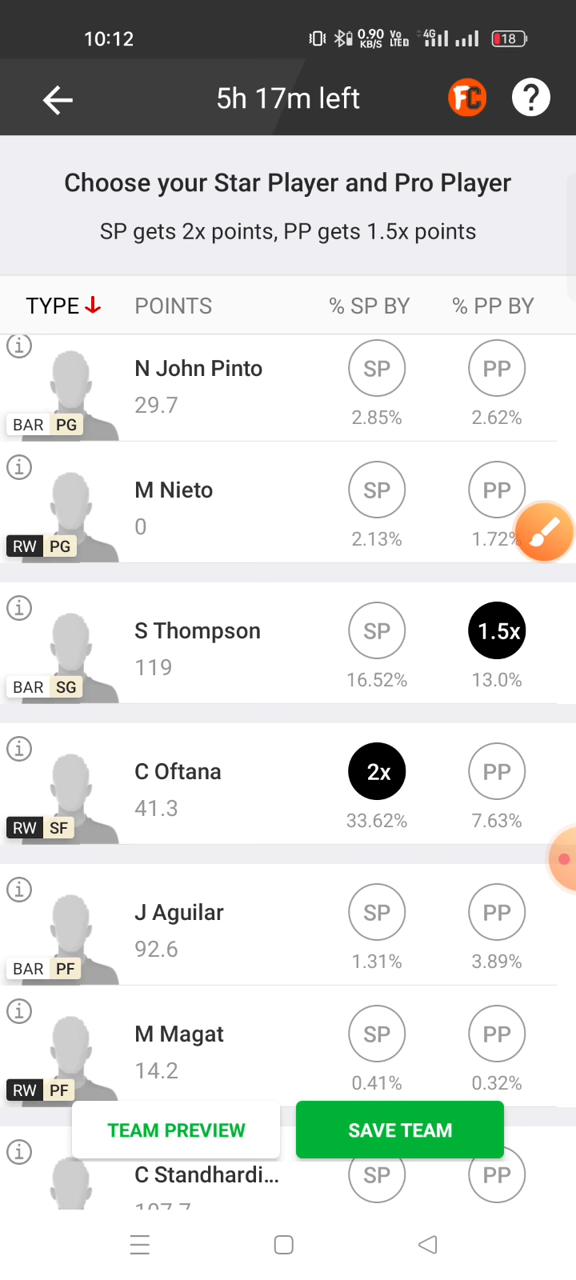 10:12 0.90 KB/S Vo LTED 4G 18
5h 17m left FC ?
Choose your Star Player and Pro Player
SP gets 2x points, PP gets 1.5x points
TYPE POINTS % SP BY % PP BY
N John Pinto SP PP
29.7 2.85% 2.62%
BAR PG
M Nieto SP PP
0 2.13% 1.72%
RW PG
S Thompson SP 1.5x
119 16.52% 13.0%
BAR SG
C Oftana 2x PP
41.3 33.62% 7.63%
RW SF
J Aguilar SP PP
92.6 1.31% 3.89%
BAR PF
M Magat SP PP
14.2 0.41% 0.32%
RW PF
TEAM PREVIEW SAVE TEAM
C Standhardi... SP PP